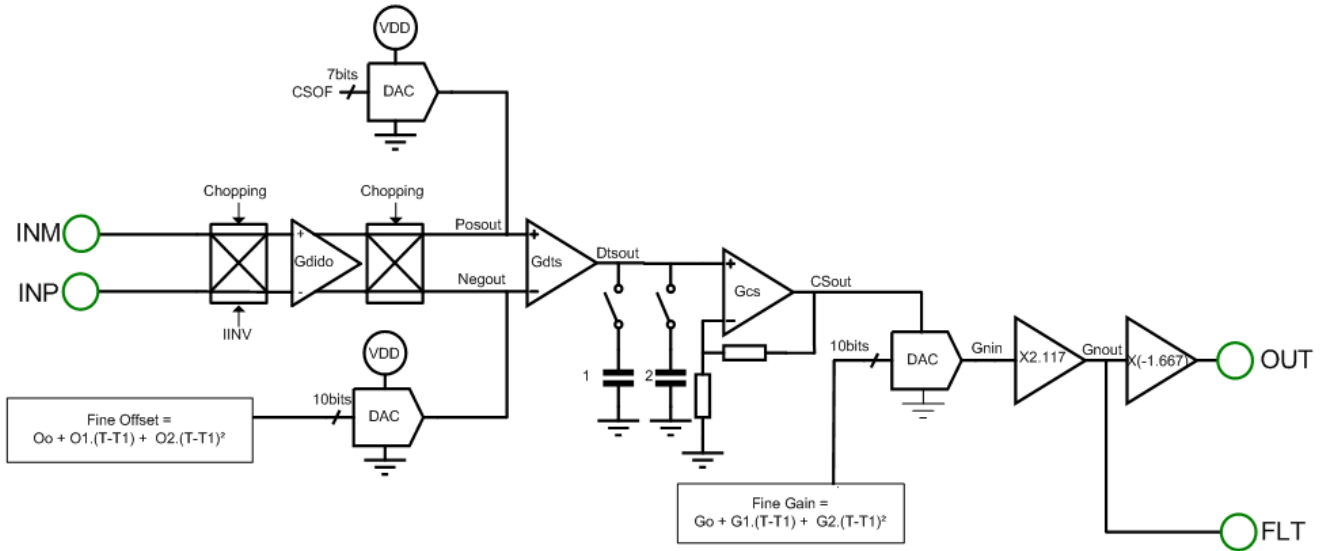 VDD
7bits
CSOF
DAC
Chopping
Chopping
INM
Posout
+
Gdido
+
Gdts
Dtsout
+
Gcs
CSout
INP
-
Negout
IINV
VDD
10bits
DAC
Fine Offset =
Oo + O1.(T-T1) + O2.(T-T1)²
1
2
10bits
DAC
Gnin
X2.117
Gnout
X(-1.667)
OUT
Fine Gain =
Go + G1.(T-T1) + G2.(T-T1)²
FLT